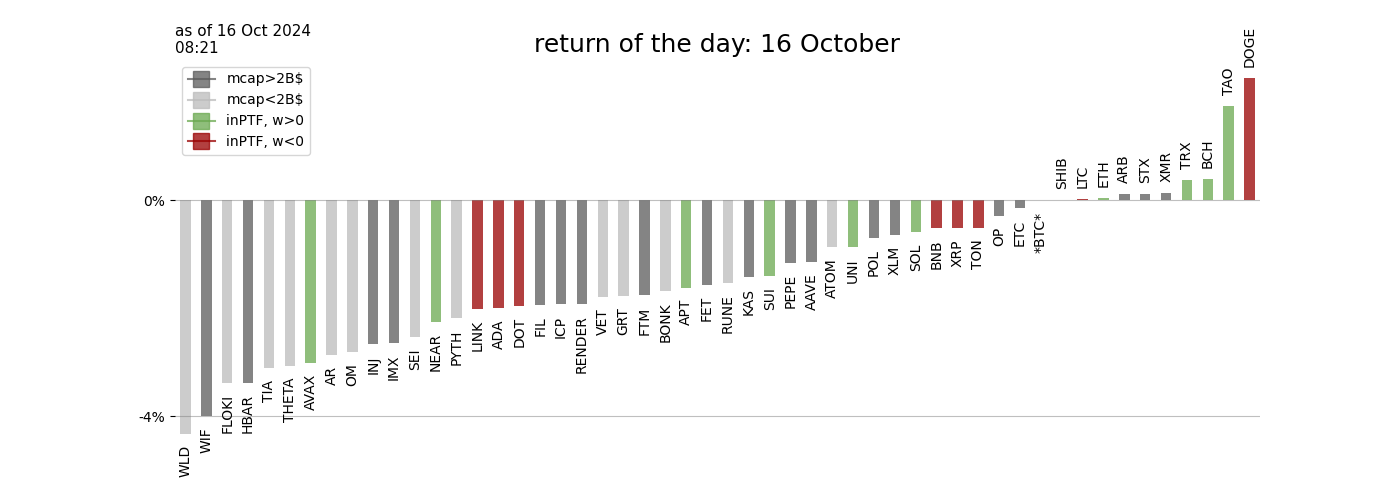 as of 16 Oct 2024
08:21
return of the day: 16 October
mcap>2B$
mcap<2B$
inPTF, w>0
inPTF, w<0
0%
-4%
WLD
WIF
FLOKI
HBAR
TIA
THETA
AVAX
AR
OM
INJ
IMX
SEI
NEAR
PYTH
LINK
ADA
DOT
FIL
ICP
RENDER
VET
GRT
FTM
BONK
APT
FET
RUNE
KAS
SUI
PEPE
AAVE
ATOM
UNI
POL
XLM
SOL
BNB
XRP
TON
OP
ETC
*BTC*
SHIB
LTC
ETH
ARB
STX
XMR
TRX
BCH
TAO
DOGE